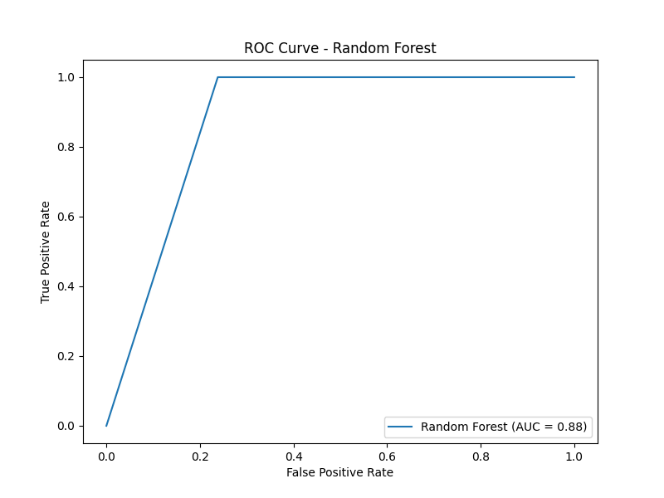 ROC Curve - Random Forest
True Positive Rate
1.0
0.8
0.6
0.4
0.2
0.0
Random Forest (AUC = 0.88)
0.0 0.2 0.4 0.6 0.8 1.0
False Positive Rate